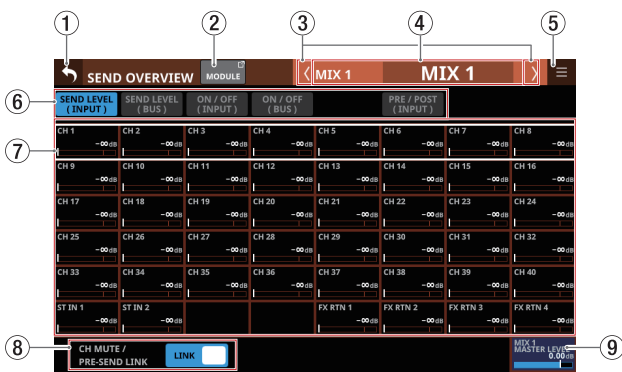 ① ② ③ ④ ⑤
SEND OVERVIEW MODULE MIX 1 MIX 1
⑥
SEND LEVEL SEND LEVEL ON / OFF ON / OFF PRE / POST
( INPUT ) ( BUS ) ( INPUT ) ( BUS ) ( INPUT )
⑦
CH 1 CH 2 CH 3 CH 4 CH 5 CH 6 CH 7 CH 8
-∞dB -∞dB -∞dB -∞dB -∞dB -∞dB -∞dB -∞dB
CH 9 CH 10 CH 11 CH 12 CH 13 CH 14 CH 15 CH 16
-∞dB -∞dB -∞dB -∞dB -∞dB -∞dB -∞dB -∞dB
CH 17 CH 18 CH 19 CH 20 CH 21 CH 22 CH 23 CH 24
-∞dB -∞dB -∞dB -∞dB -∞dB -∞dB -∞dB -∞dB
CH 25 CH 26 CH 27 CH 28 CH 29 CH 30 CH 31 CH 32
-∞dB -∞dB -∞dB -∞dB -∞dB -∞dB -∞dB -∞dB
CH 33 CH 34 CH 35 CH 36 CH 37 CH 38 CH 39 CH 40
-∞dB -∞dB -∞dB -∞dB -∞dB -∞dB -∞dB -∞dB
ST IN 1 ST IN 2 FX RTN 1 FX RTN 2 FX RTN 3 FX RTN 4
-∞dB -∞dB -∞dB -∞dB -∞dB -∞dB
⑧
CH MUTE /
PRE-SEND LINK LINK
MIX 1
MASTER LEVEL
0.00dB
⑨